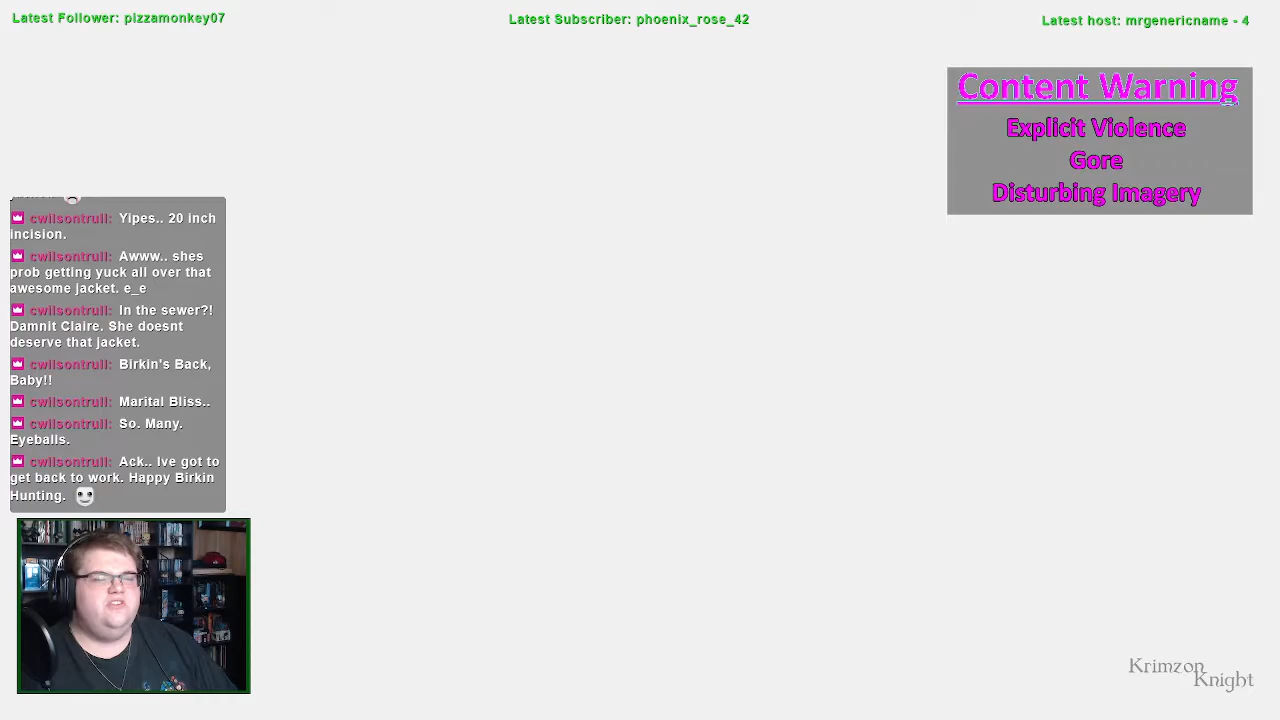 Latest Follower: pizzamonkey07
Latest Subscriber: phoenix_rose_42
Latest host: mrgenericname - 4
Content Warning
Explicit Violence
Gore
Disturbing Imagery
cwilsontrull: Yipes.. 20 inch
incision.
cwilsontrull: Awww.. shes
prob getting yuck all over that
awesome jacket. e_e
cwilsontrull: In the sewer?!
Damnit Claire. She doesnt
deserve that jacket.
cwilsontrull: Birkin's Back,
Baby!!
cwilsontrull: Marital Bliss..
cwilsontrull: So. Many.
Eyeballs.
cwilsontrull: Ack.. Ive got to
get back to work. Happy Birkin
Hunting.
Krimzon
Knight